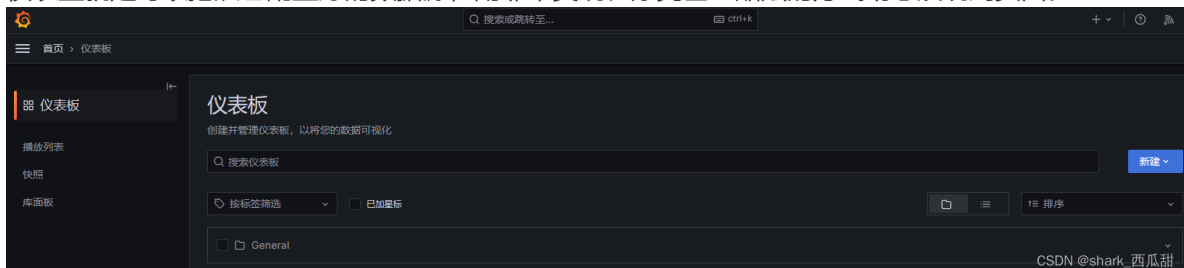 搜索或跳转至... ctrl+k
首页 › 仪表板
仪表板
播放列表
快照
库面板
仪表板
创建并管理仪表板，以将您的数据可视化
搜索仪表板
新建
按标签筛选 已加星标 排序
General
CSDN @shark_西瓜甜